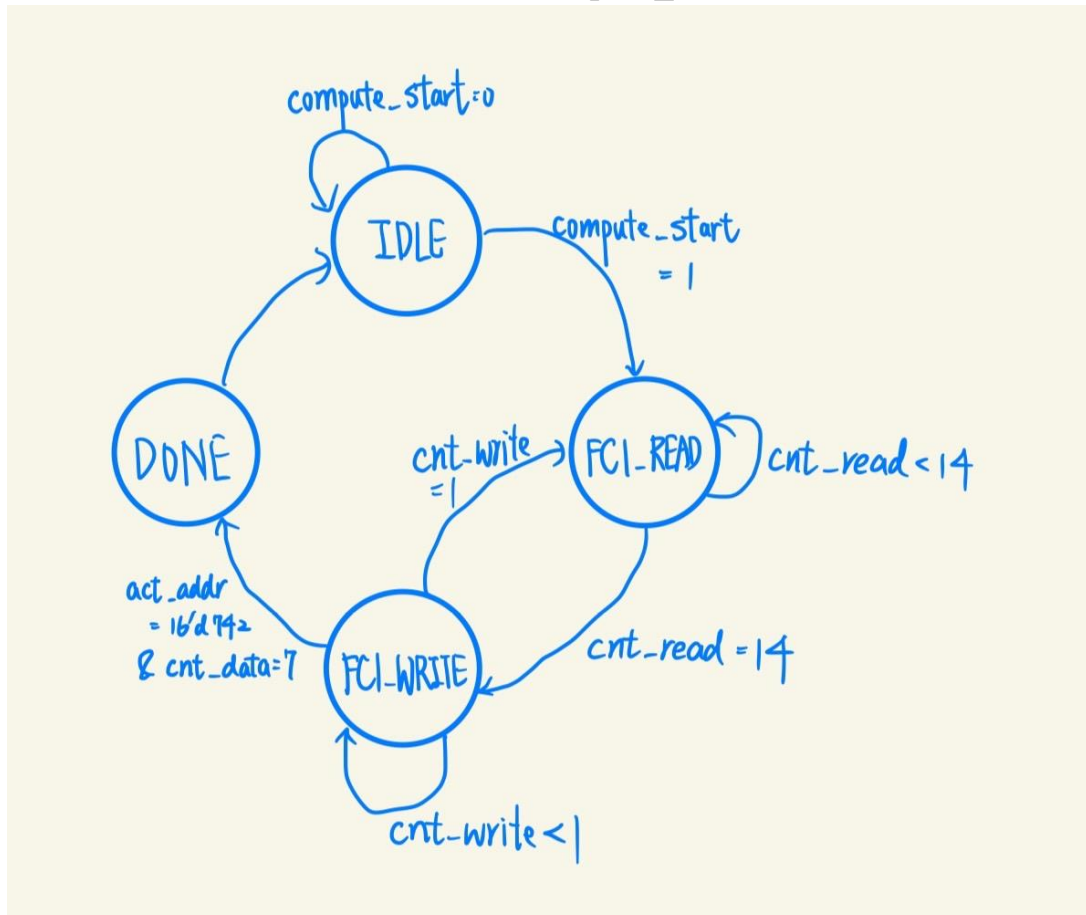 compute_start=0
IDLE
compute_start
= 1
DONE
cnt_write
=1
FC1_READ
cnt_read<14
act_addr
= 16'd742
& cnt_data=7
FC1_WRITE
cnt_read=14
cnt_write<1